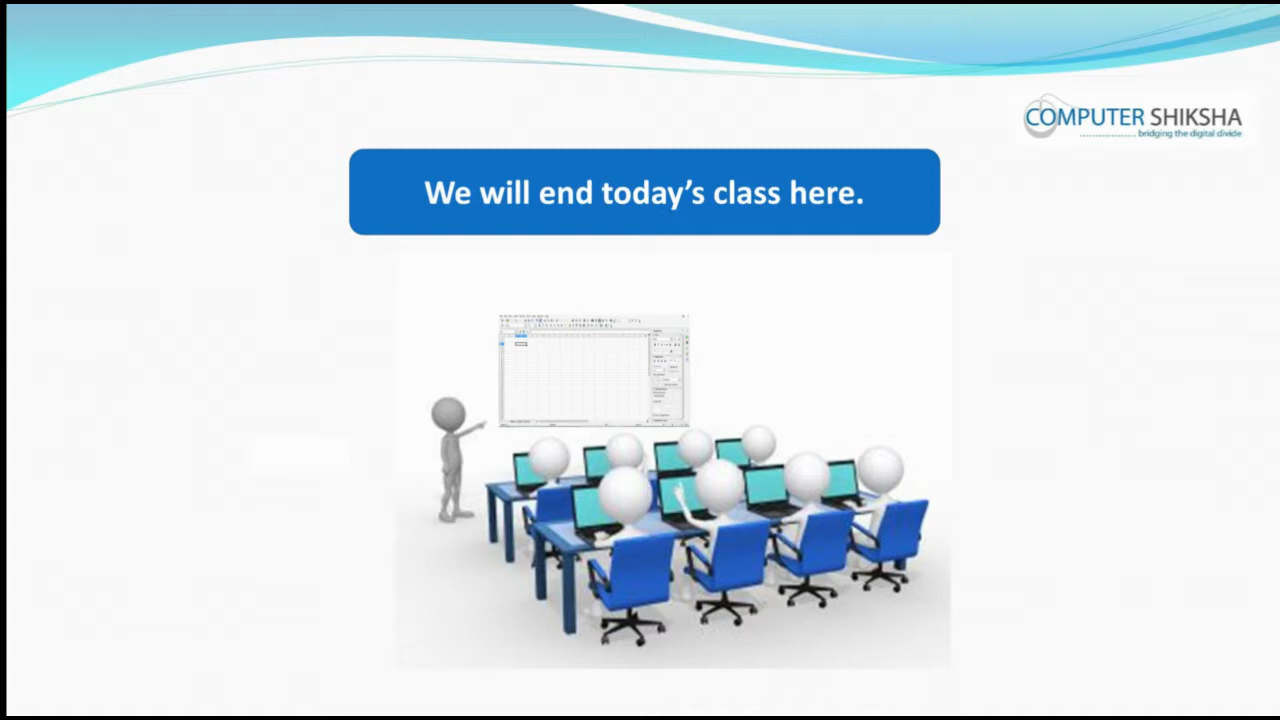 COMPUTER SHIKSHA
bridging the digital divide
We will end today's class here.